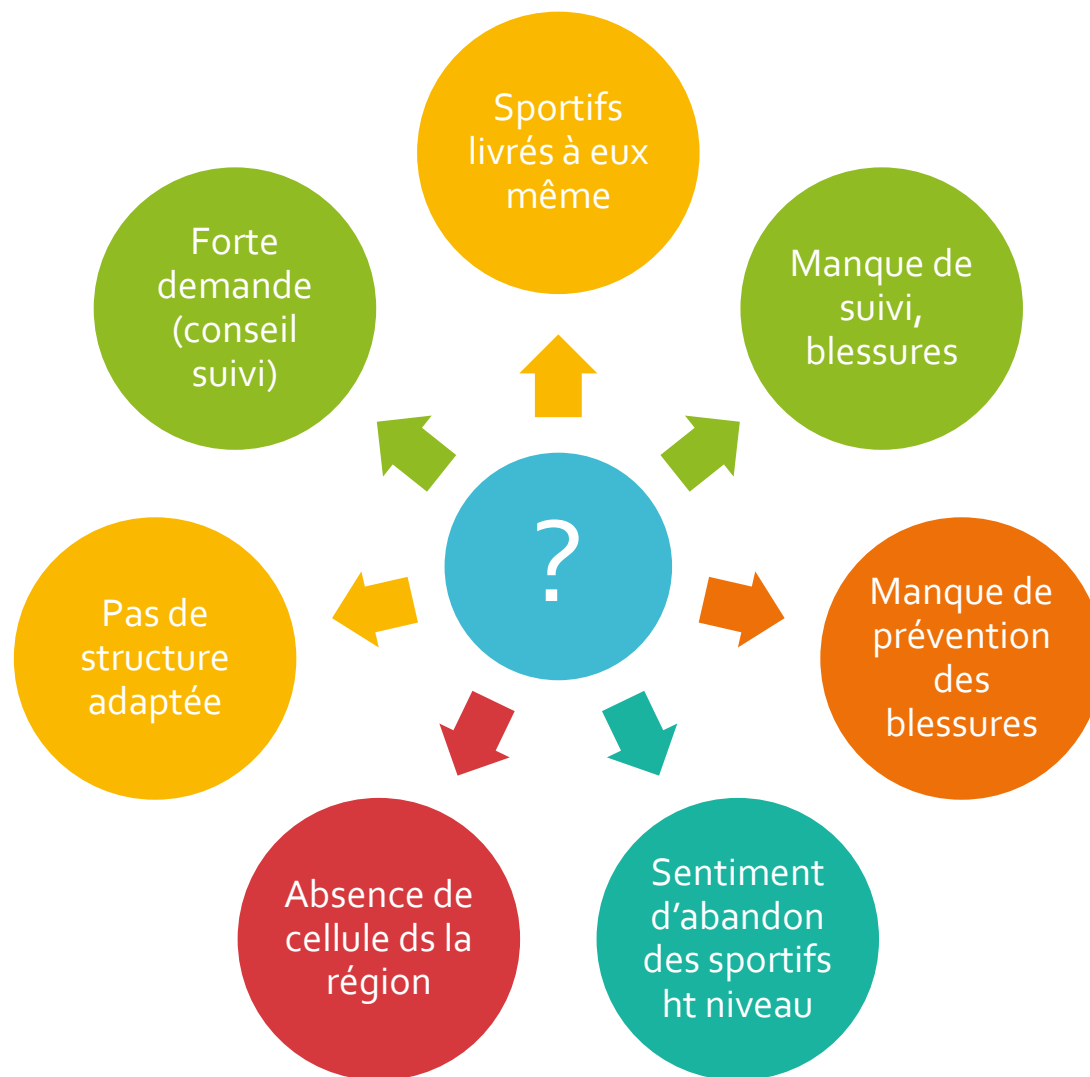 Sportifs
livrés à eux
même
Manque de
suivi,
blessures
Manque de
prévention
des
blessures
Sentiment
d’abandon
des sportifs
ht niveau
Absence de
cellule ds la
région
Pas de
structure
adaptée
Forte
demande
(conseil
suivi)
?